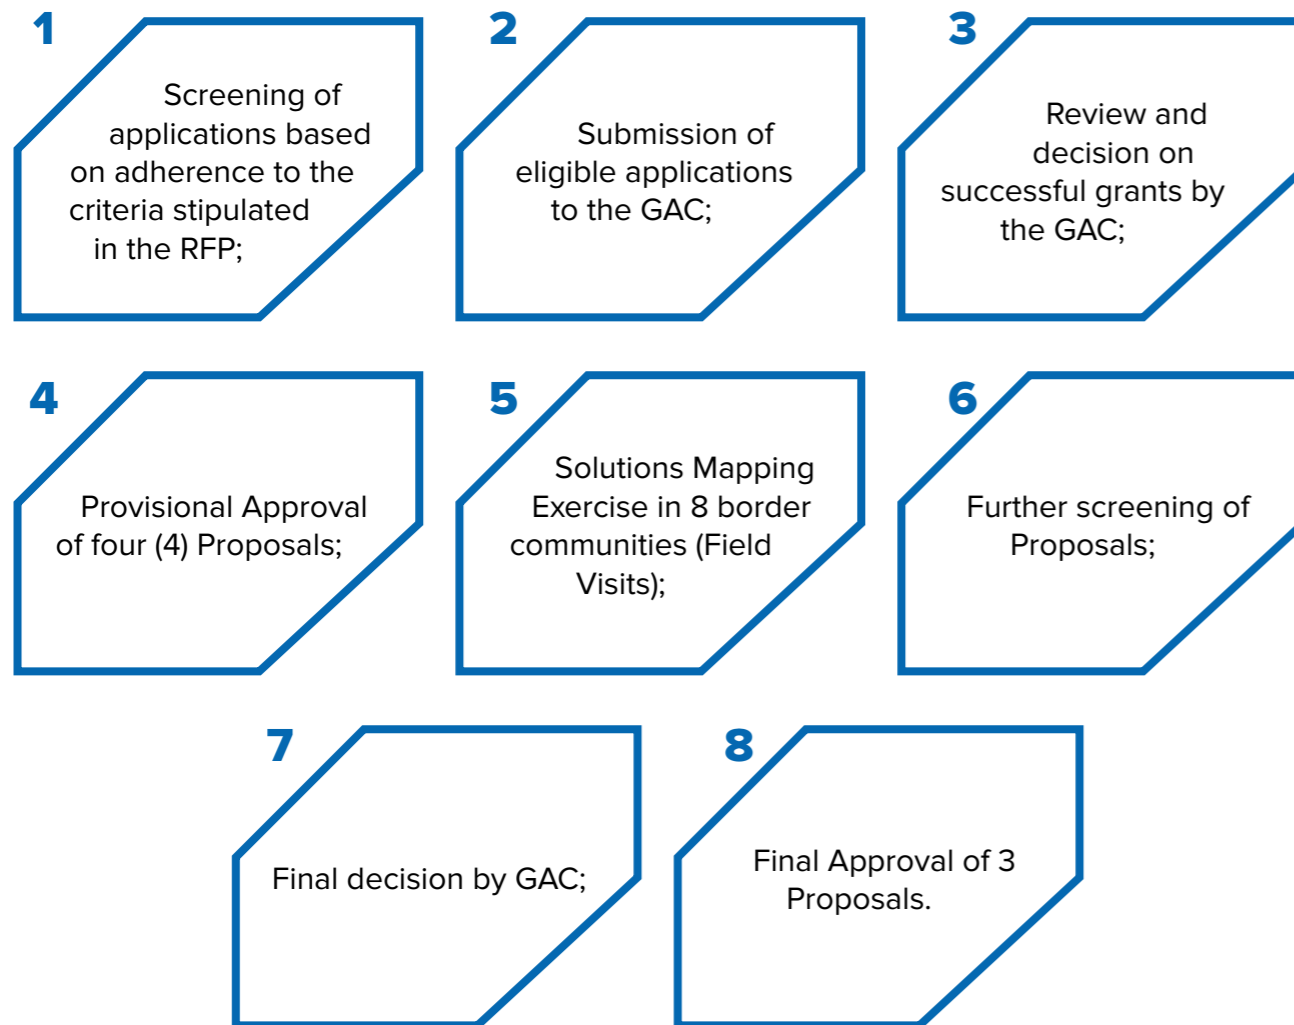 1
Screening of
applications based
on adherence to the
criteria stipulated
in the RFP;
2
Submission of
eligible applications
to the GAC;
3
Review and
decision on
successful grants by
the GAC;
4
Provisional Approval
of four (4) Proposals;
5
Solutions Mapping
Exercise in 8 border
communities (Field
Visits);
6
Further screening of
Proposals;
7
Final decision by GAC;
8
Final Approval of 3
Proposals.